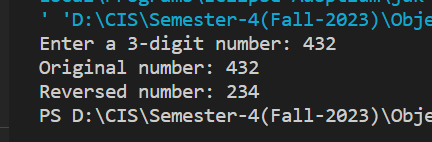 ' 'D:\CIS\Semester-4(Fall-2023)\Obje
Enter a 3-digit number: 432
Original number: 432
Reversed number: 234
PS D:\CIS\Semester-4(Fall-2023)\Obje